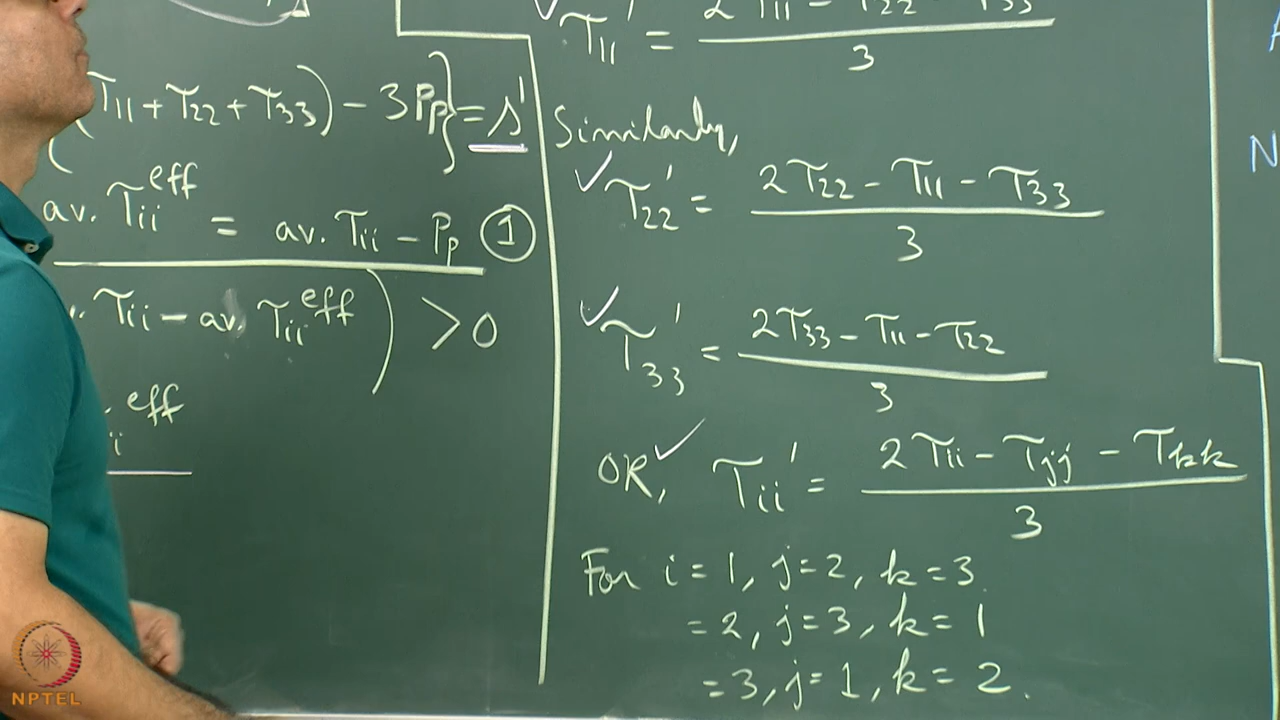 τ₁₁ + τ₂₂ + τ₃₃) − 3Pₚ} = s'
av. τᵢᵢ^eff = av. τᵢᵢ − Pₚ ①
τᵢᵢ − av. τᵢᵢ^eff) > 0
eff
τ₁₁' = (2τ₁₁ − τ₂₂ − τ₃₃)/3
Similarly,
✓ τ₂₂' = (2τ₂₂ − τ₁₁ − τ₃₃)/3
✓ τ₃₃' = (2τ₃₃ − τ₁₁ − τ₂₂)/3
OR, ✓ τᵢᵢ' = (2τᵢᵢ − τⱼⱼ − τₖₖ)/3
For i = 1, j = 2, k = 3.
= 2, j = 3, k = 1
= 3, j = 1, k = 2.
N
NPTEL